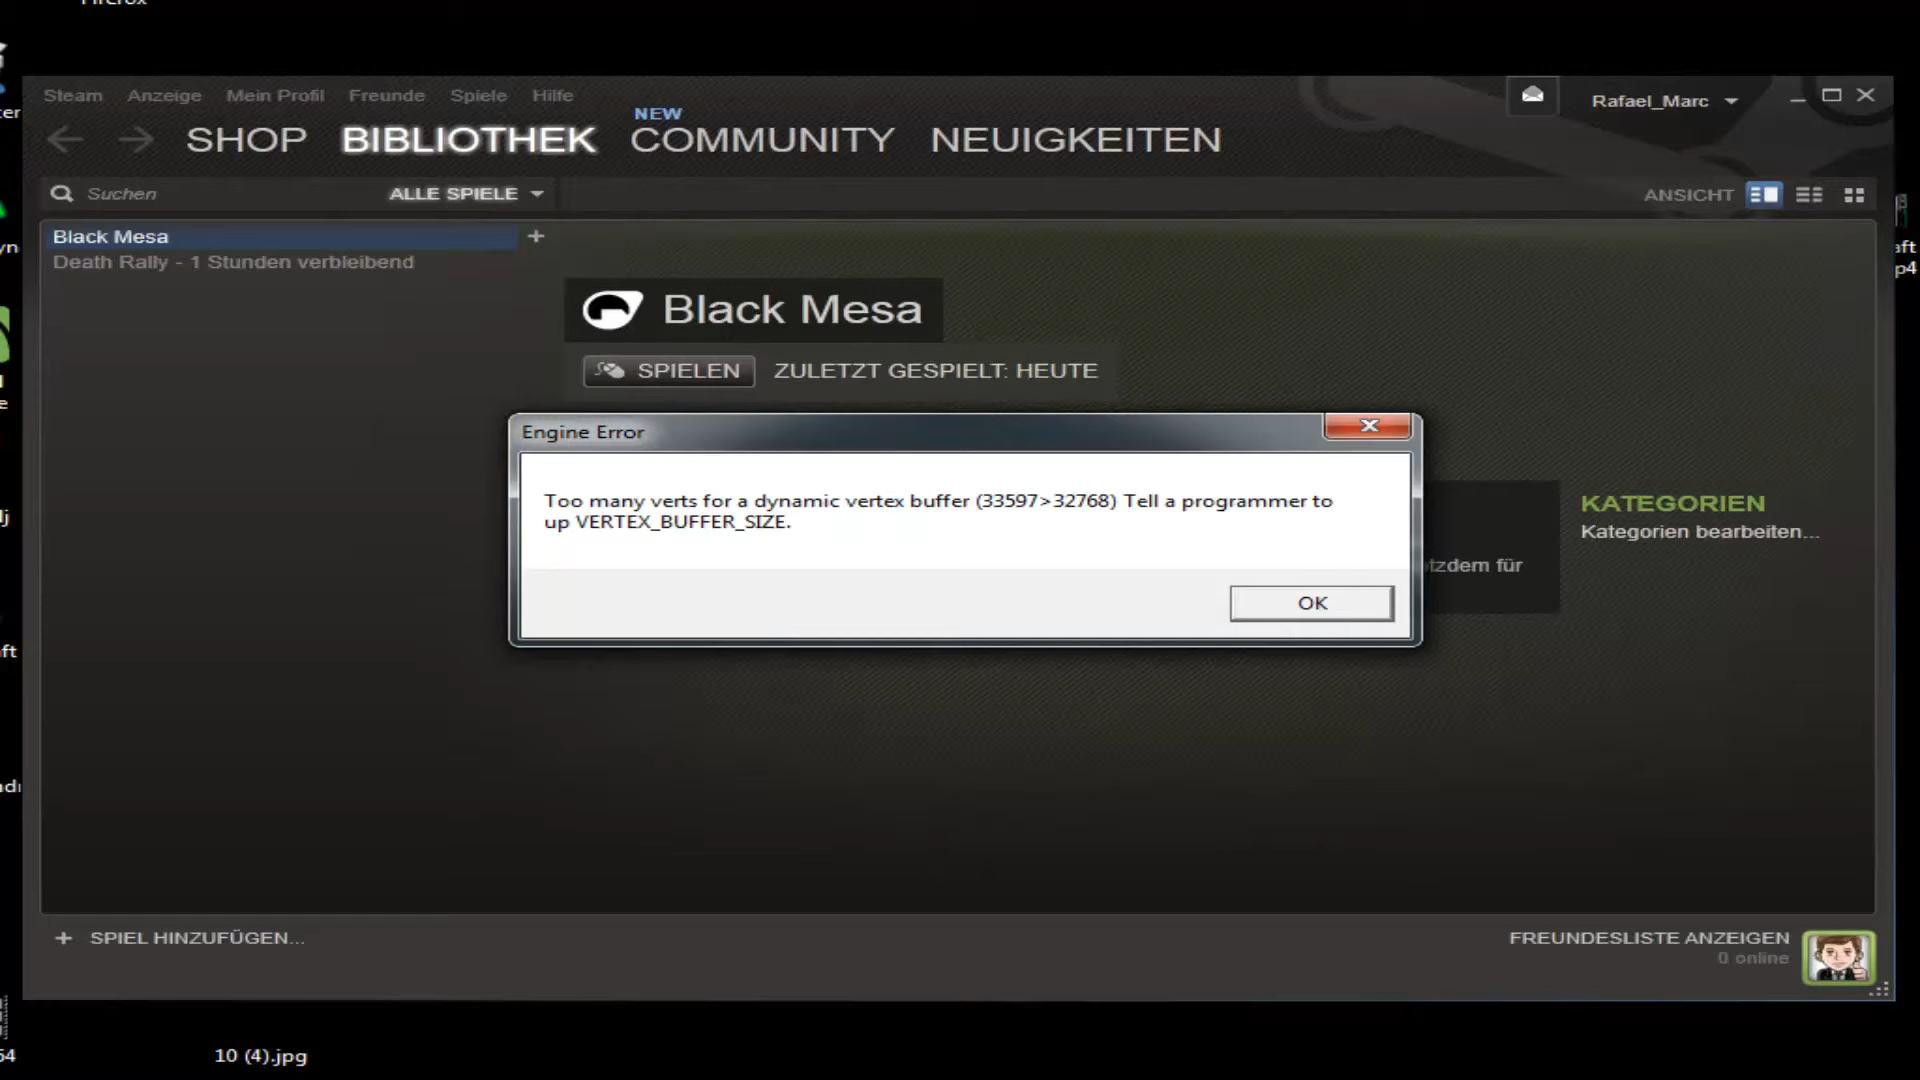 Steam Anzeige Mein Profil Freunde Spiele Hilfe
Rafael_Marc
NEW
SHOP BIBLIOTHEK COMMUNITY NEUIGKEITEN
Suchen ALLE SPIELE ANSICHT
Black Mesa
Death Rally - 1 Stunden verbleibend
Black Mesa
SPIELEN ZULETZT GESPIELT: HEUTE
Engine Error
Too many verts for a dynamic vertex buffer (33597>32768) Tell a programmer to
up VERTEX_BUFFER_SIZE.
OK
KATEGORIEN
Kategorien bearbeiten...
für
SPIEL HINZUFÜGEN...
FREUNDESLISTE ANZEIGEN
0 online
10 (4).jpg